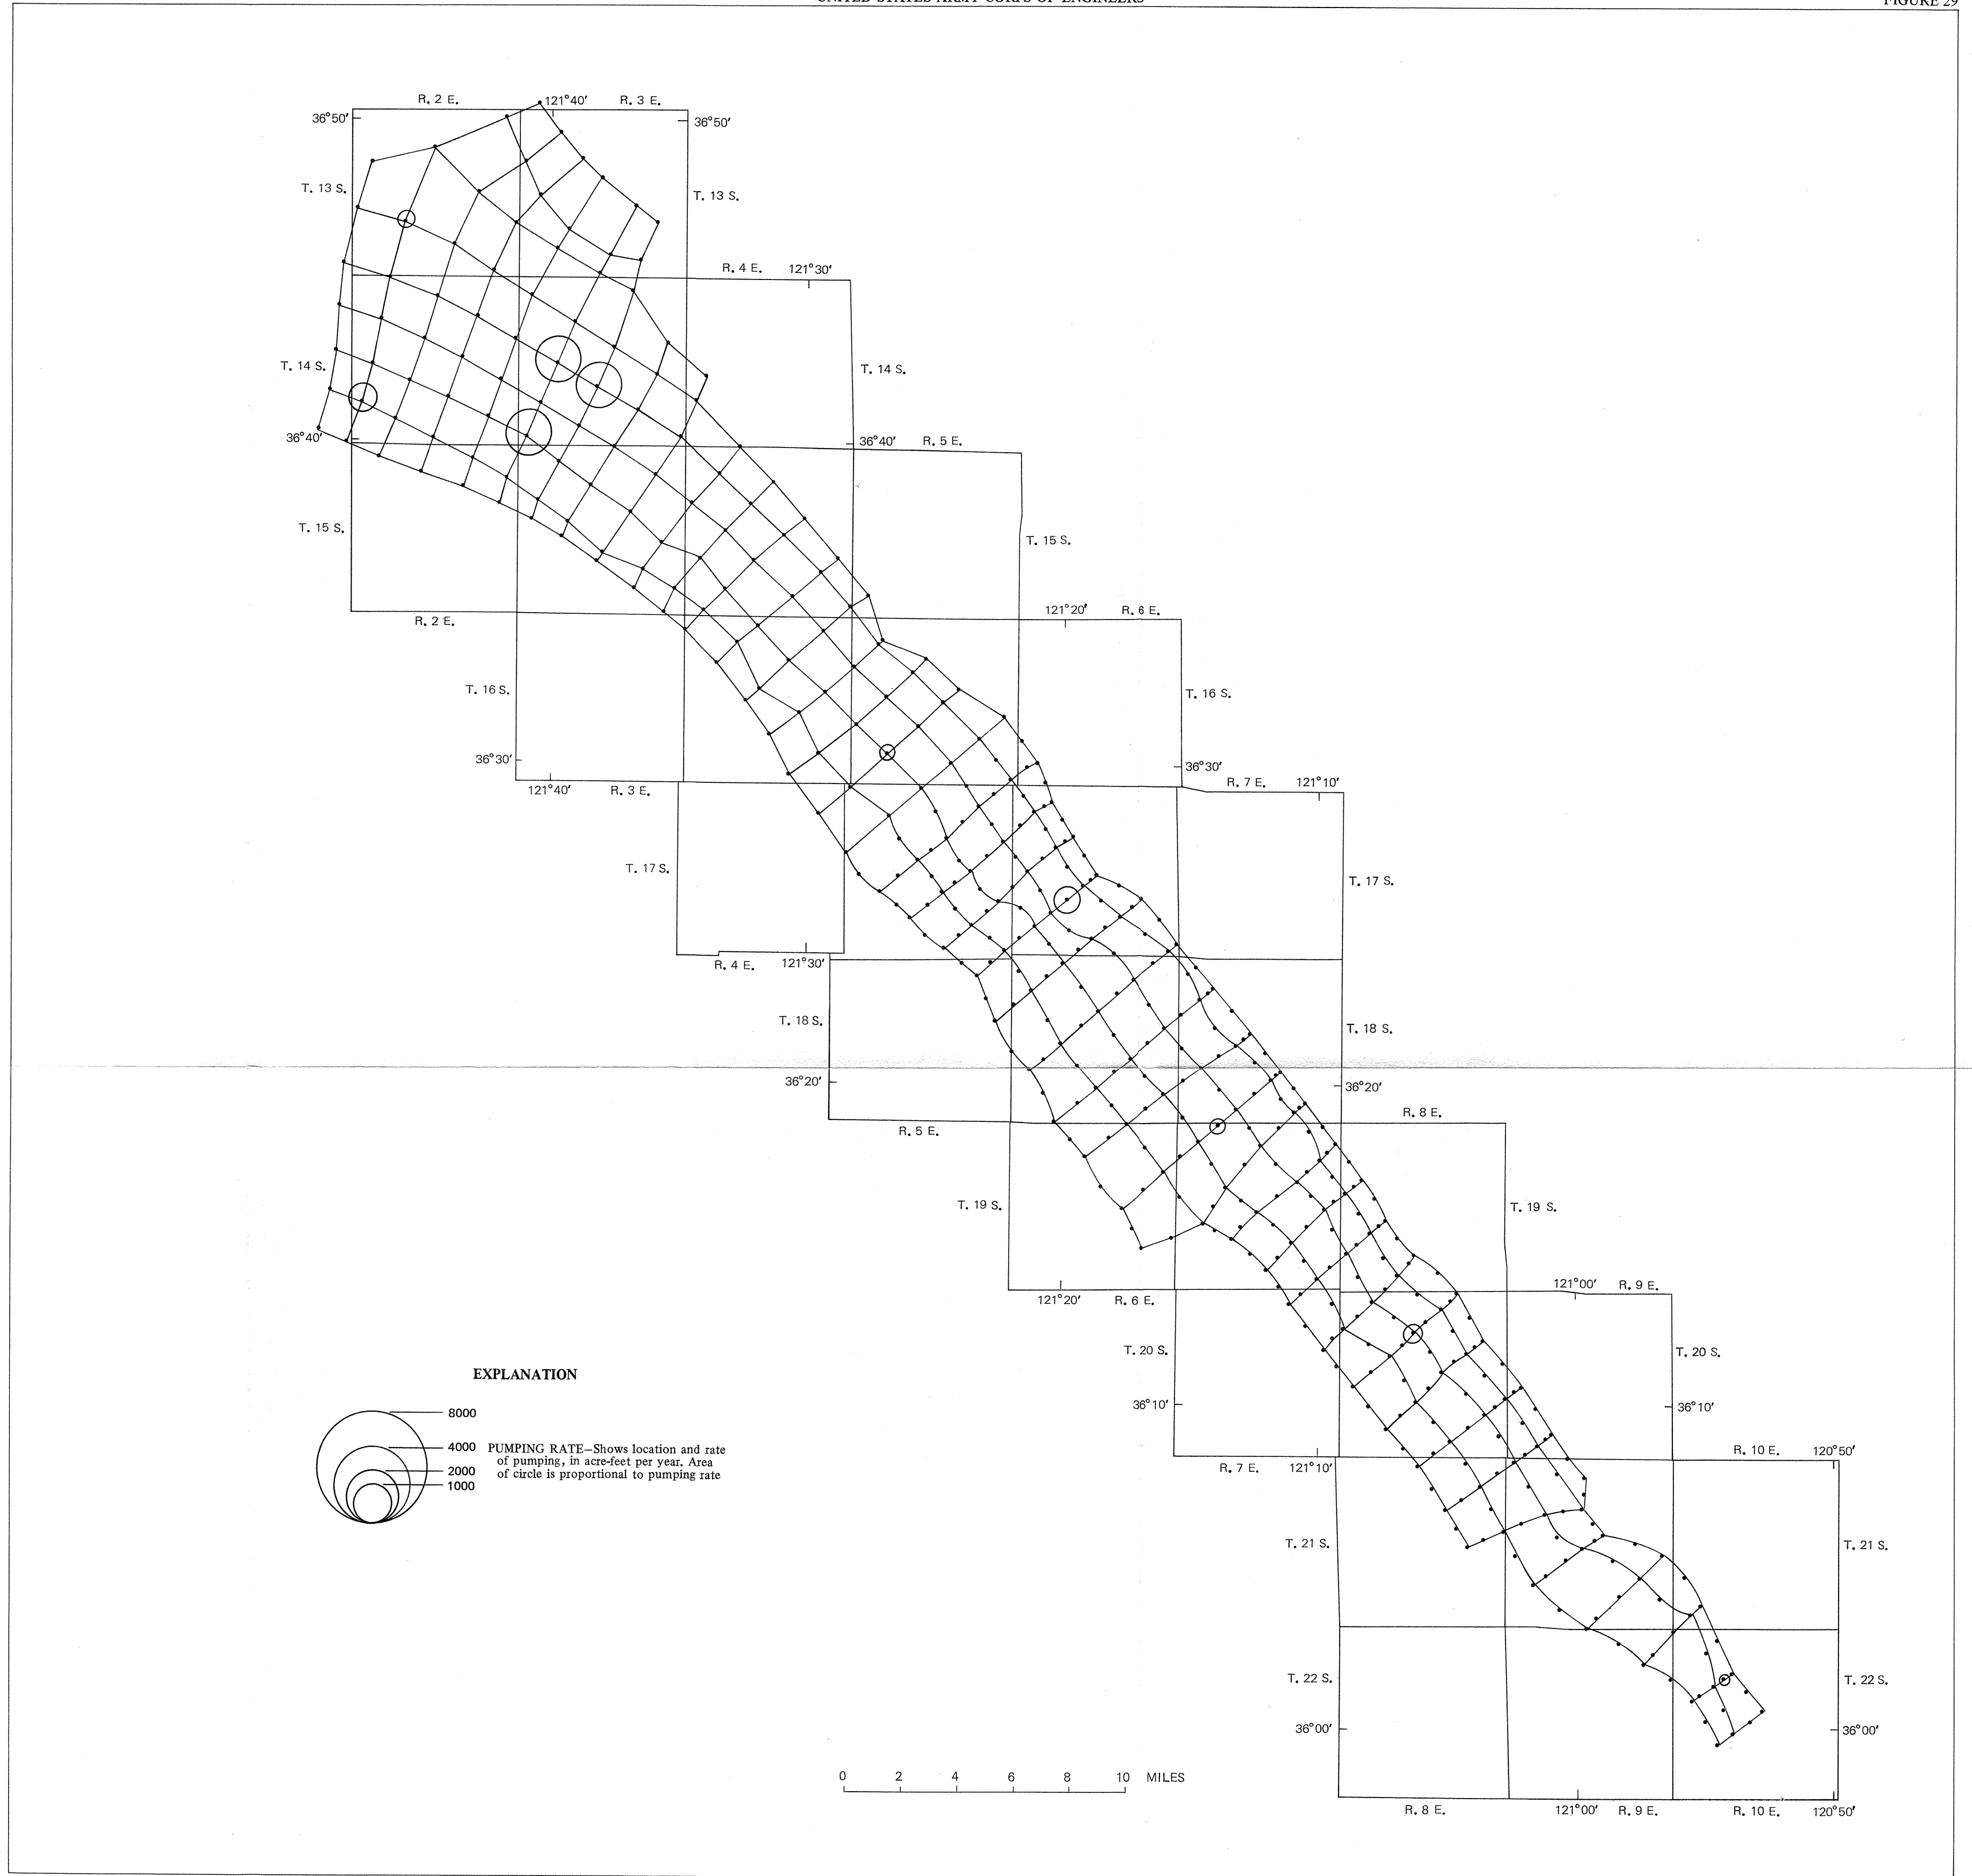 UNITED STATES ARMY CORPS OF ENGINEERS
FIGURE 29
R. 2 E.
121°40'
R. 3 E.
36°50'
36°50'
T. 13 S.
T. 13 S.
R. 4 E.
121°30'
T. 14 S.
T. 14 S.
36°40'
36°40'
R. 5 E.
T. 15 S.
T. 15 S.
R. 2 E.
121°20'
R. 6 E.
T. 16 S.
T. 16 S.
36°30'
36°30'
121°40'
R. 3 E.
R. 7 E.
121°10'
T. 17 S.
T. 17 S.
R. 4 E.
121°30'
T. 18 S.
T. 18 S.
36°20'
36°20'
R. 5 E.
R. 8 E.
T. 19 S.
T. 19 S.
121°20'
R. 6 E.
121°00'
R. 9 E.
T. 20 S.
T. 20 S.
36°10'
36°10'
R. 7 E.
121°10'
R. 10 E.
120°50'
EXPLANATION
8000
4000
2000
1000
PUMPING RATE—Shows location and rate
of pumping, in acre-feet per year. Area
of circle is proportional to pumping rate
T. 21 S.
T. 21 S.
T. 22 S.
T. 22 S.
36°00'
36°00'
0 2 4 6 8 10 MILES
R. 8 E.
121°00'
R. 9 E.
R. 10 E.
120°50'